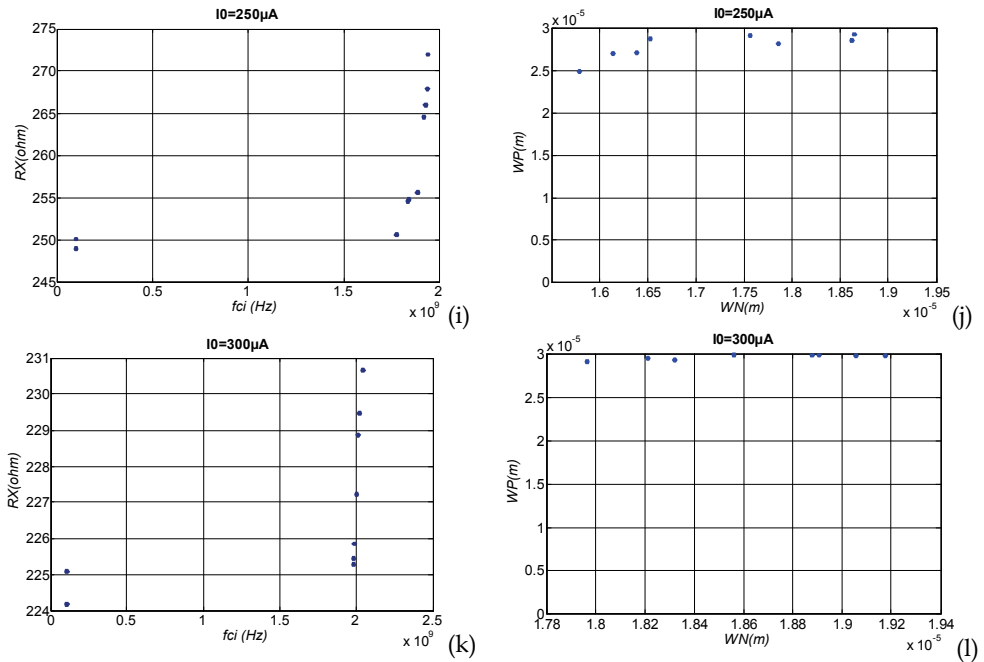 I0=250µA
275
270
265
260
255
250
245
RX(ohm)
0
0.5
1
1.5
2
fci (Hz)
x 10^9
(i)
I0=250µA
x 10^-5
3
2.5
2
1.5
1
0.5
0
WP(m)
1.6
1.65
1.7
1.75
1.8
1.85
1.9
1.95
WN(m)
x 10^-5
(j)
I0=300µA
231
230
229
228
227
226
225
224
RX(ohm)
0
0.5
1
1.5
2
2.5
fci (Hz)
x 10^9
(k)
I0=300µA
x 10^-5
3
2.5
2
1.5
1
0.5
0
WP(m)
1.78
1.8
1.82
1.84
1.86
1.88
1.9
1.92
1.94
WN(m)
x 10^-5
(l)